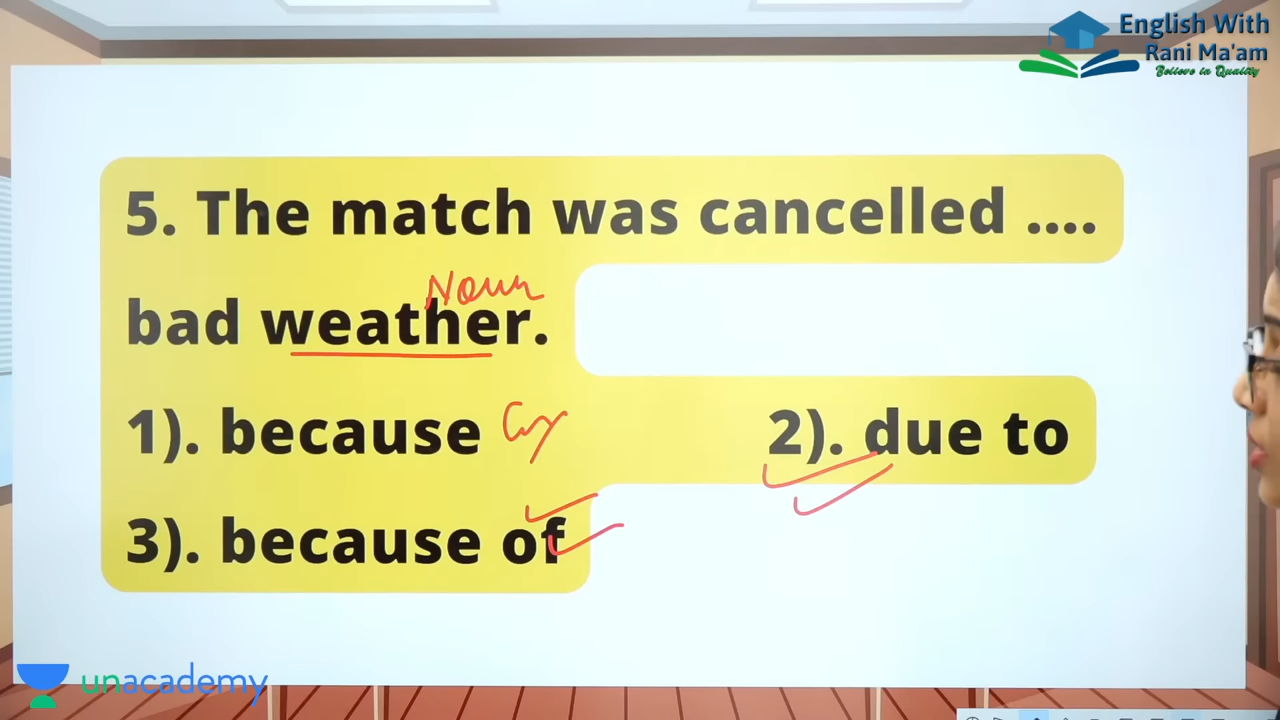 English With
Rani Ma'am
Believe in Quality
5. The match was cancelled ....
Noun
bad weather.
1). because
2). due to
3). because of
unacademy